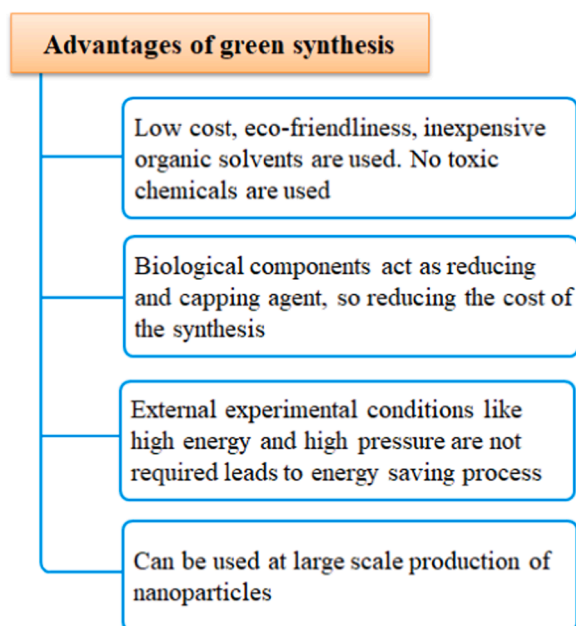 Advantages of green synthesis
Low cost, eco-friendliness, inexpensive
organic solvents are used. No toxic
chemicals are used
Biological components act as reducing
and capping agent, so reducing the cost of
the synthesis
External experimental conditions like
high energy and high pressure are not
required leads to energy saving process
Can be used at large scale production of
nanoparticles